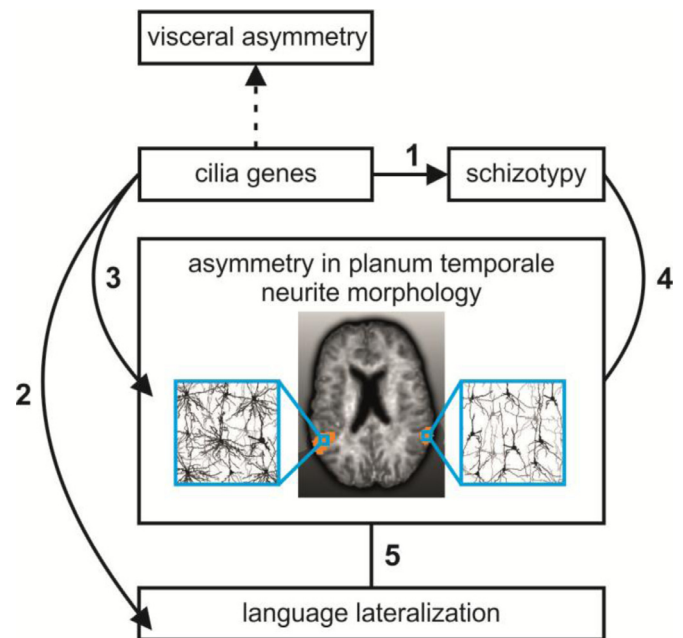 visceral asymmetry
1
cilia genes
schizotypy
3
asymmetry in planum temporale
neurite morphology
4
2
5
language lateralization